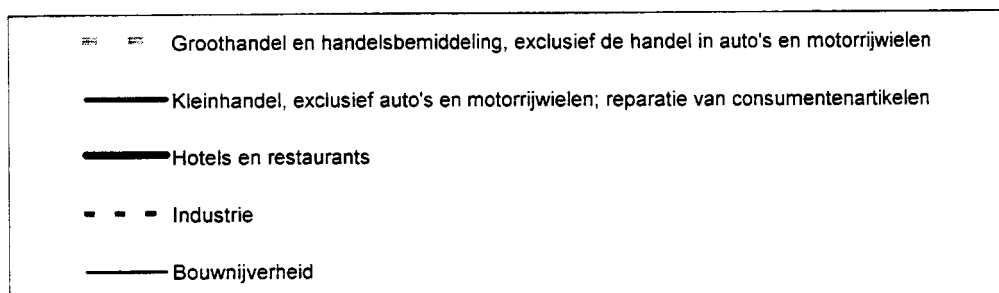 Groothandel en handelsbemiddeling, exclusief de handel in auto's en motorrijwielen
Kleinhandel, exclusief auto's en motorrijwielen; reparatie van consumentenartikelen
Hotels en restaurants
Industrie
Bouwnijverheid